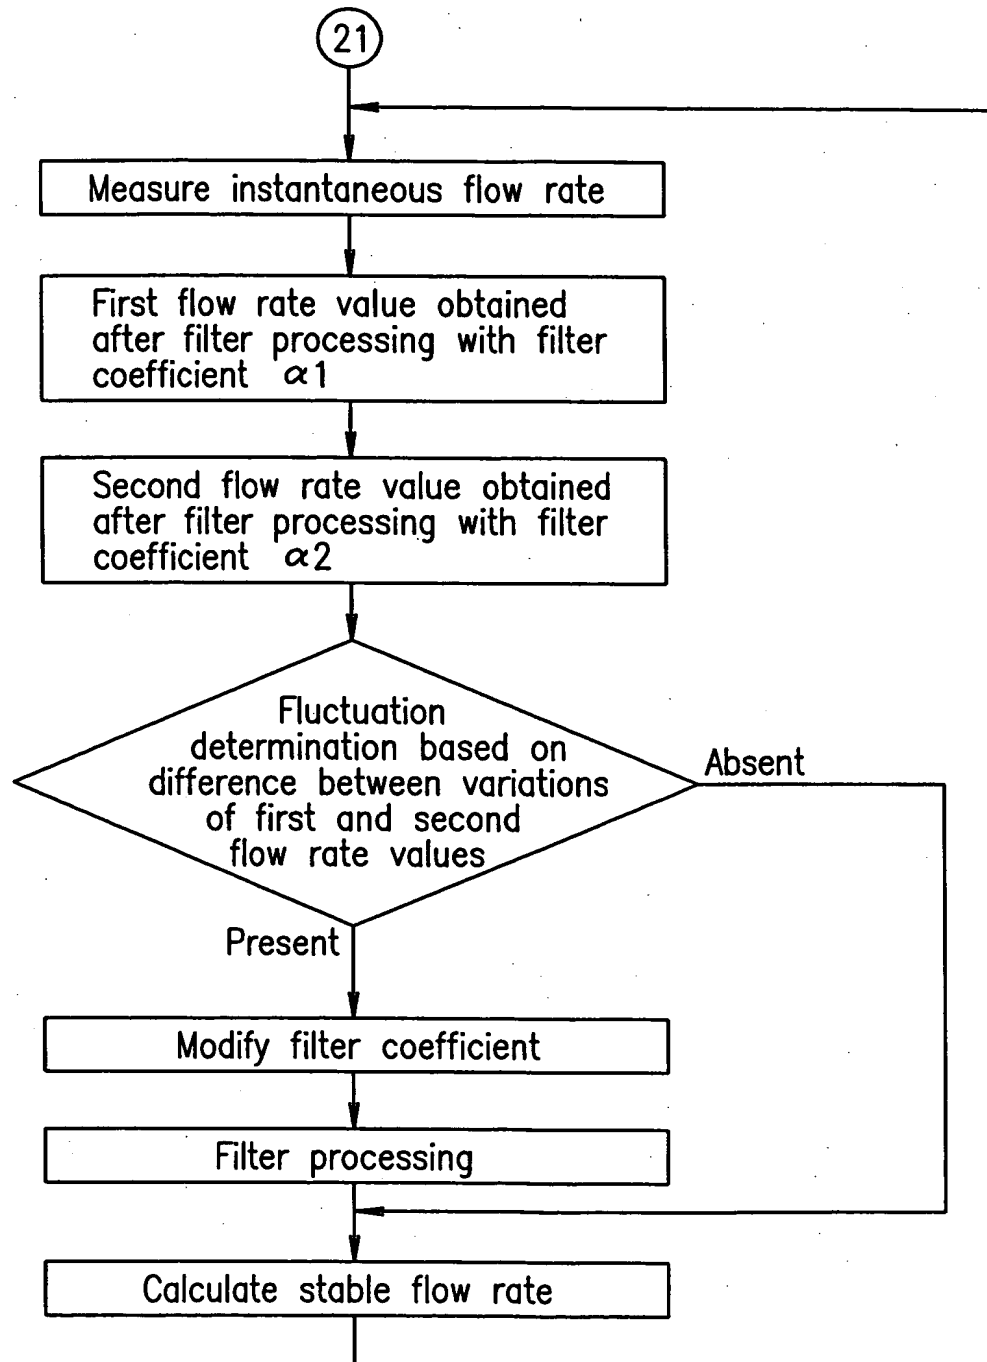 21
Measure instantaneous flow rate
First flow rate value obtained
after filter processing with filter
coefficient α1
Second flow rate value obtained
after filter processing with filter
coefficient α2
Fluctuation
determination based on
difference between variations
of first and second
flow rate values
Absent
Present
Modify filter coefficient
Filter processing
Calculate stable flow rate